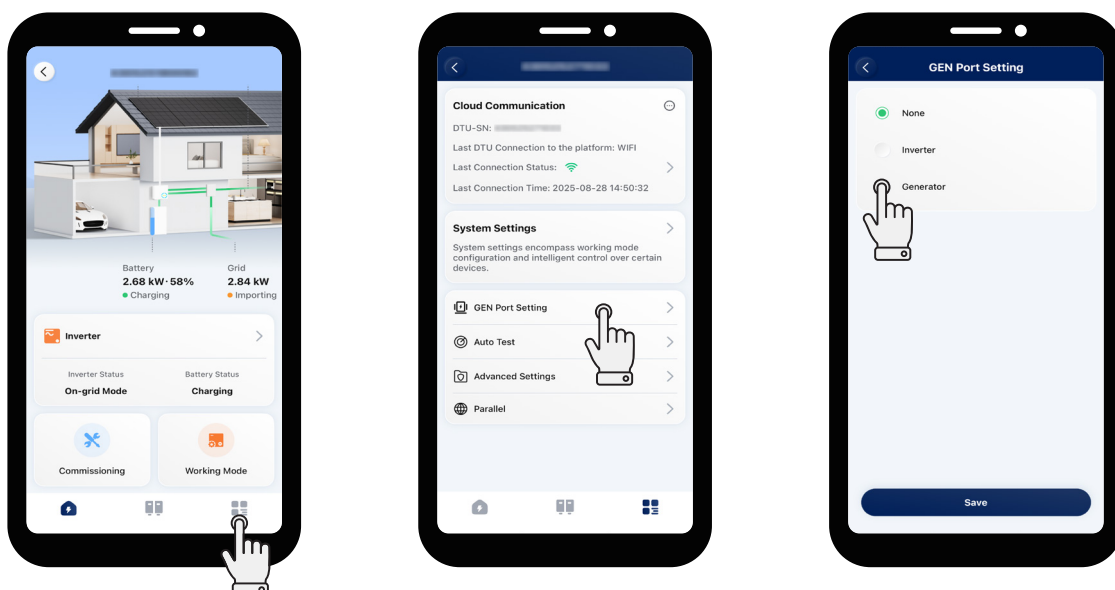 Battery
Grid
2.68 kW·58%
2.84 kW
Charging
Importing
Inverter
Inverter Status
Battery Status
On-grid Mode
Charging
Commissioning
Working Mode
Cloud Communication
DTU-SN:
Last DTU Connection to the platform: WIFI
Last Connection Status:
Last Connection Time: 2025-08-28 14:50:32
System Settings
System settings encompass working mode
configuration and intelligent control over certain
devices.
GEN Port Setting
Auto Test
Advanced Settings
Parallel
GEN Port Setting
None
Inverter
Generator
Save